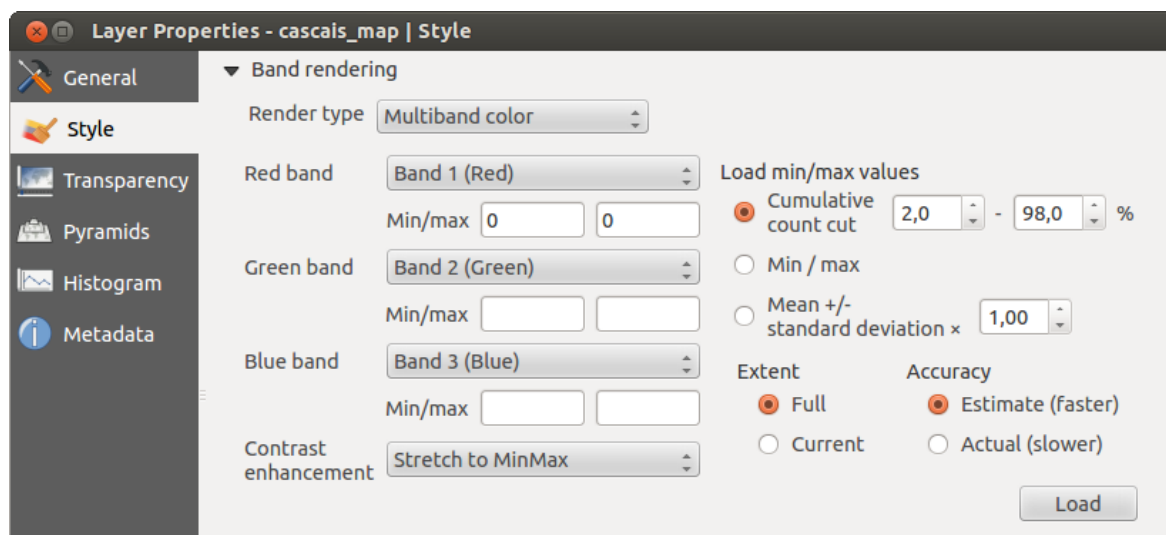 Layer Properties - cascais_map | Style
General
Style
Transparency
Pyramids
Histogram
Metadata
Band rendering
Render type Multiband color
Red band Band 1 (Red)
Min/max 0 0
Green band Band 2 (Green)
Min/max
Blue band Band 3 (Blue)
Min/max
Contrast
enhancement Stretch to MinMax
Load min/max values
Cumulative
count cut 2,0 - 98,0 %
Min / max
Mean +/-
standard deviation × 1,00
Extent Accuracy
Full Estimate (faster)
Current Actual (slower)
Load